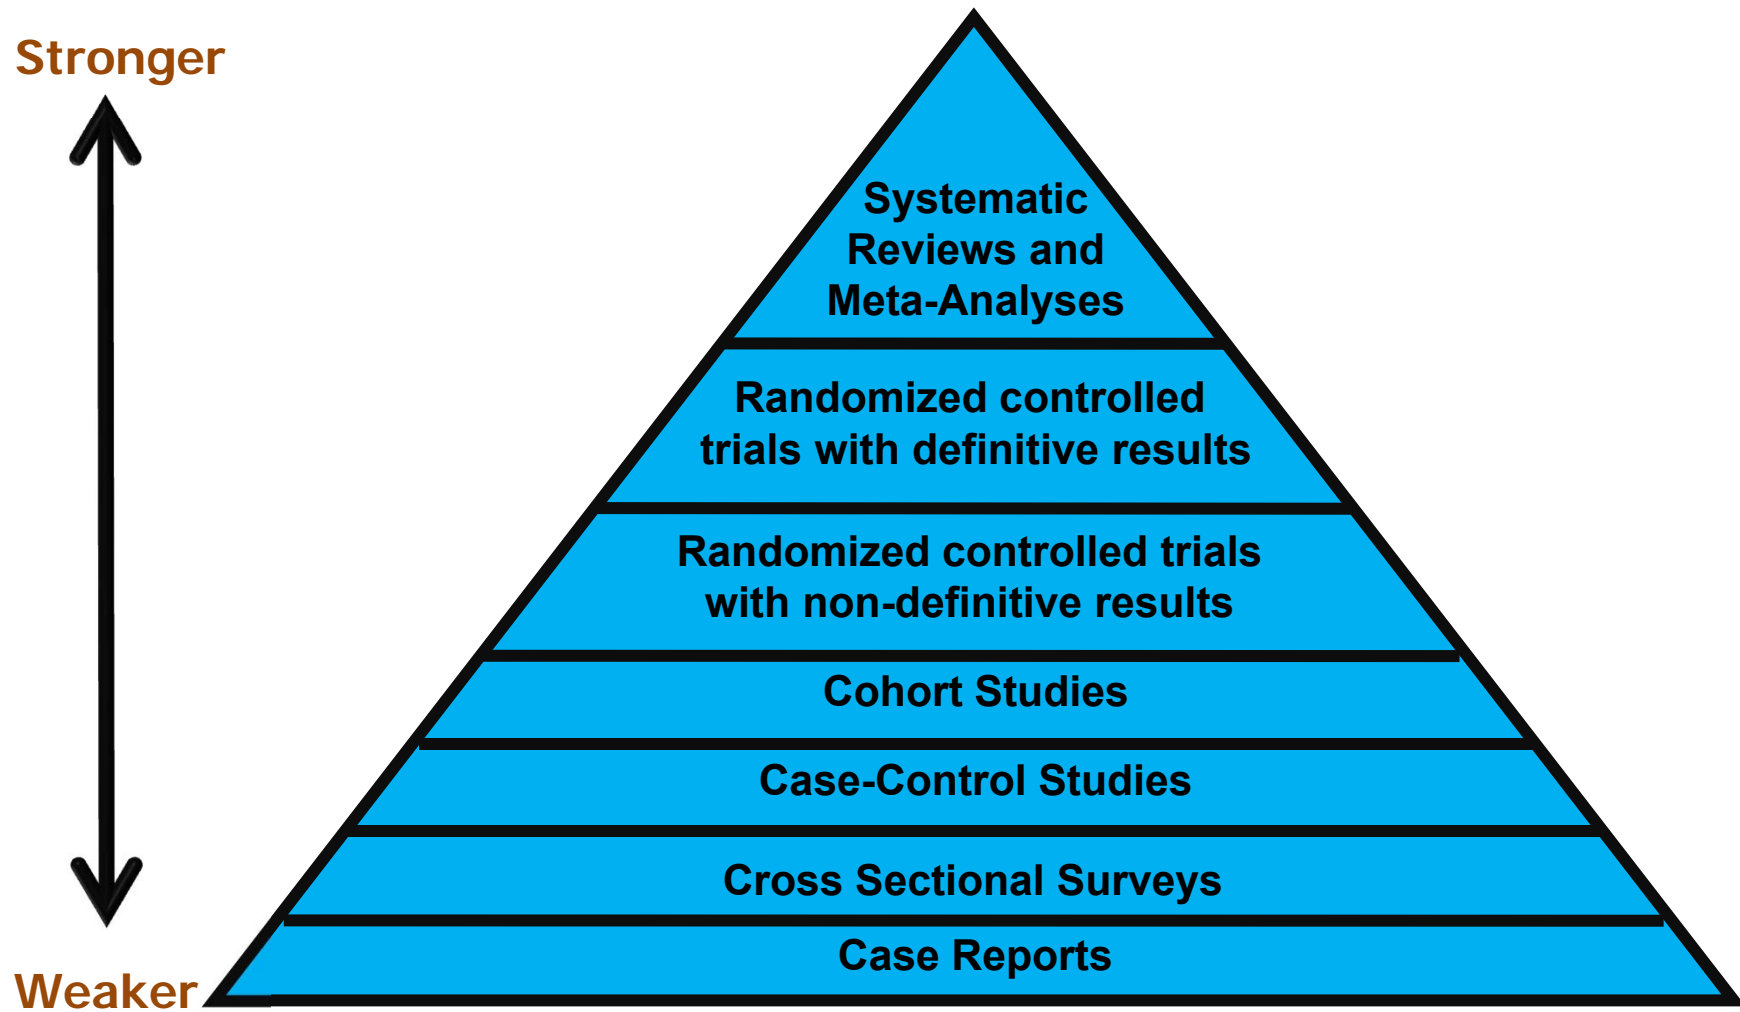 Stronger
Systematic
Reviews and
Meta-Analyses
Randomized controlled
trials with definitive results
Randomized controlled trials
with non-definitive results
Cohort Studies
Case-Control Studies
Cross Sectional Surveys
Case Reports
Weaker